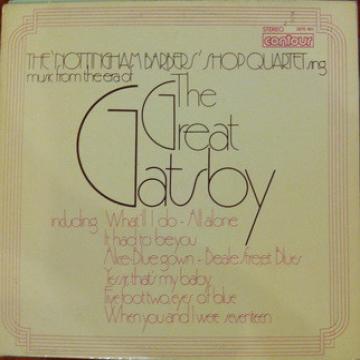 THE 'NOTTINGHAM BARBERS' SHOP QUARTET sing
music from the era of
The
Great
Gatsby
including What'll I do - All alone
It had to be you
Alice-Blue gown - Beale street Blues
Yes sir, that's my baby
Five foot two, eyes of blue
When you and I were seventeen
STEREO
contour